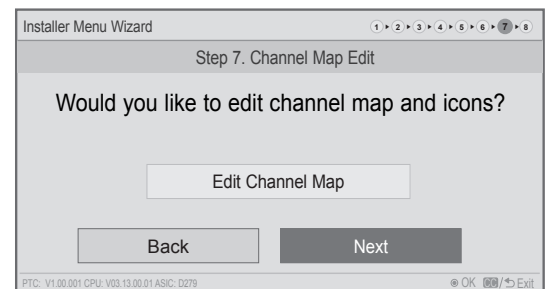 Installer Menu Wizard 1 ▸ 2 ▸ 3 ▸ 4 ▸ 5 ▸ 6 ▸ 7 ▸ 8
Step 7. Channel Map Edit
Would you like to edit channel map and icons?
Edit Channel Map
Back Next
PTC: V1.00.001 CPU: V03.13.00.01 ASIC: D279 ◉ OK CC/⮌ Exit